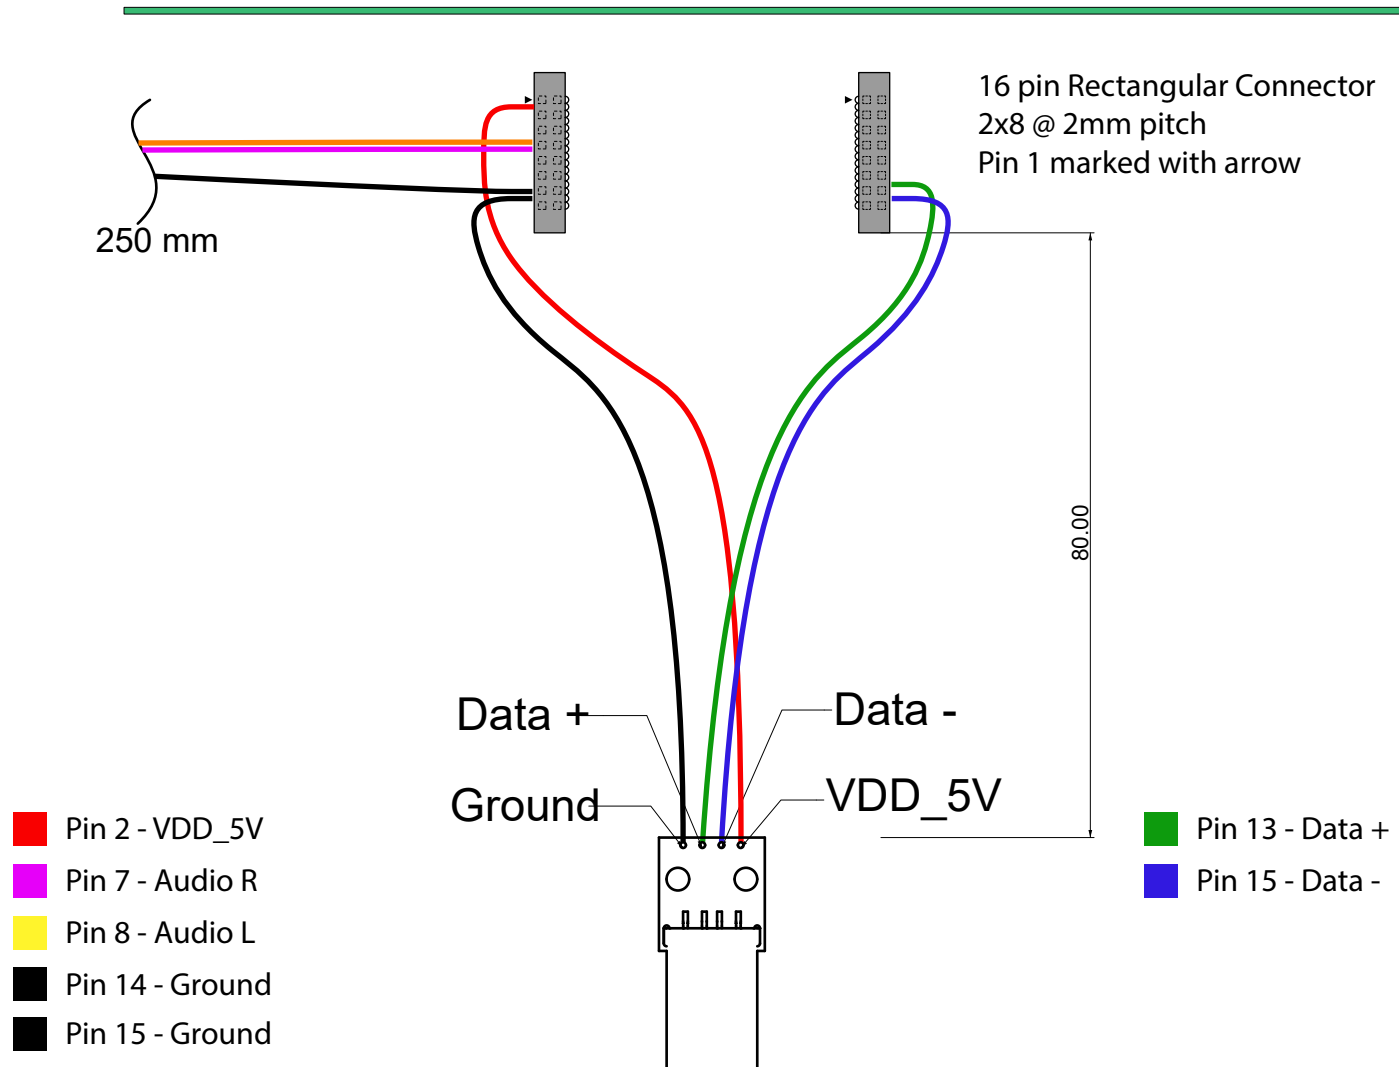 16 pin Rectangular Connector
2x8 @ 2mm pitch
Pin 1 marked with arrow
250 mm
80.00
Data +
Data -
Ground
VDD_5V
Pin 2 - VDD_5V
Pin 7 - Audio R
Pin 8 - Audio L
Pin 14 - Ground
Pin 15 - Ground
Pin 13 - Data +
Pin 15 - Data -